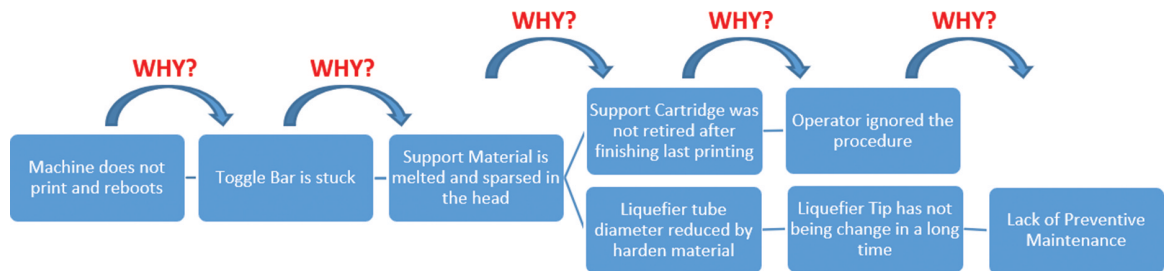 WHY?
WHY?
WHY?
WHY?
WHY?
Machine does not
print and reboots
Toggle Bar is stuck
Support Material is
melted and sparsed in
the head
Support Cartridge was
not retired after
finishing last printing
Operator ignored the
procedure
Liquefier tube
diameter reduced by
harden material
Liquefier Tip has not
being change in a long
time
Lack of Preventive
Maintenance